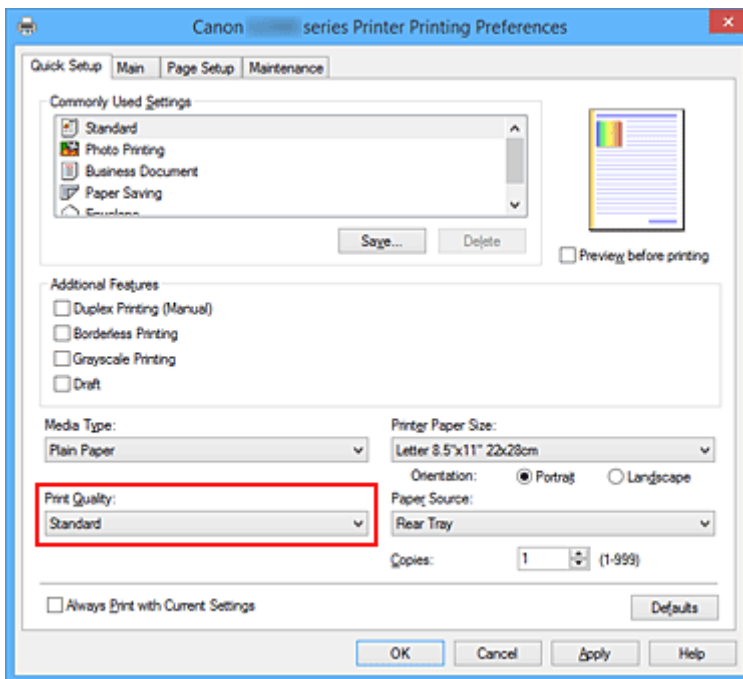 Canon series Printer Printing Preferences
Quick Setup Main Page Setup Maintenance
Commonly Used Settings
Standard
Photo Printing
Business Document
Paper Saving
Envelope
Save... Delete
Preview before printing
Additional Features
Duplex Printing (Manual)
Borderless Printing
Grayscale Printing
Draft
Media Type:
Plain Paper
Printer Paper Size:
Letter 8.5"x11" 22x28cm
Orientation: Portrait Landscape
Print Quality:
Standard
Paper Source:
Rear Tray
Copies: 1 (1-999)
Always Print with Current Settings
Defaults
OK Cancel Apply Help